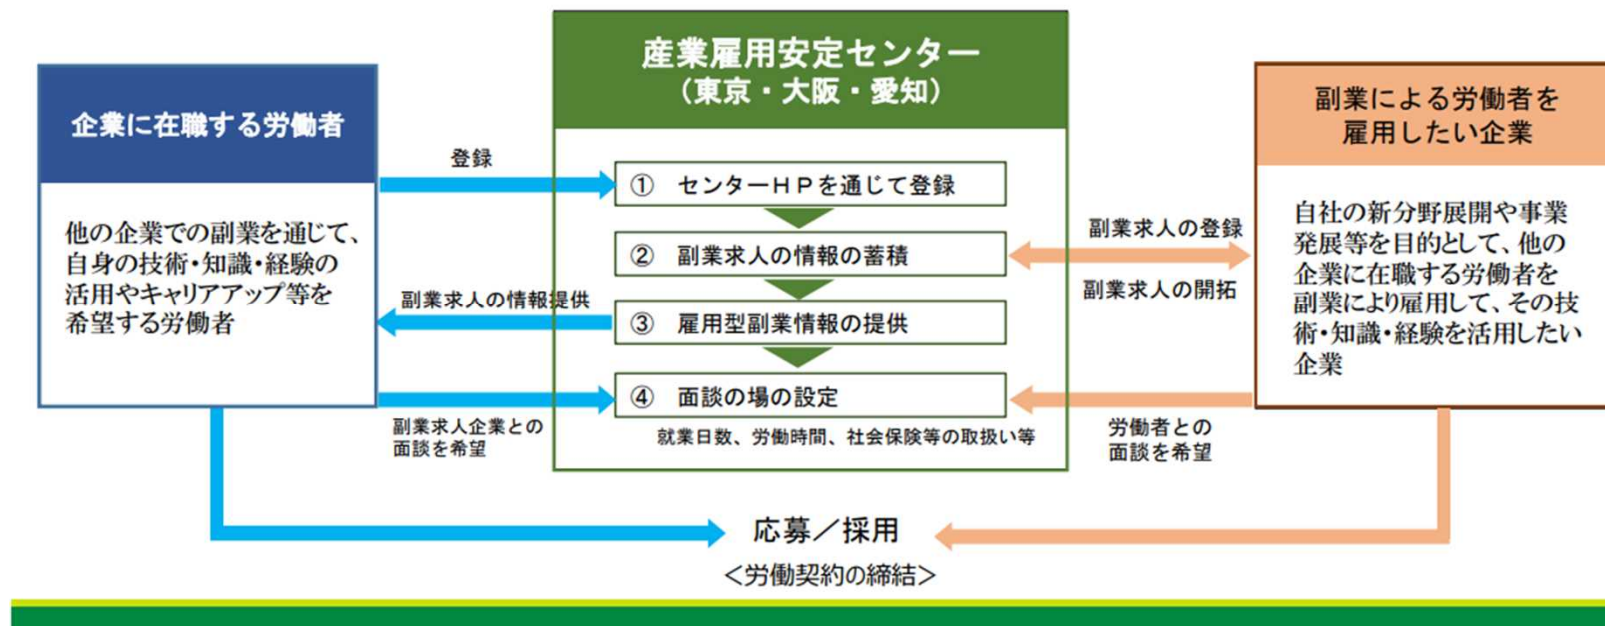 産業雇用安定センター
（東京・大阪・愛知）
企業に在職する労働者
他の企業での副業を通じて、
自身の技術・知識・経験の
活用やキャリアアップ等を
希望する労働者
登録
① センターＨＰを通じて登録
② 副業求人の情報の蓄積
副業求人の情報提供
③ 雇用型副業情報の提供
④ 面談の場の設定
副業求人企業との
面談を希望
就業日数、労働時間、社会保険等の取扱い等
副業求人の登録
副業求人の開拓
労働者との
面談を希望
副業による労働者を
雇用したい企業
自社の新分野展開や事業
発展等を目的として、他の
企業に在職する労働者を
副業により雇用して、その技
術・知識・経験を活用したい
企業
応募／採用
＜労働契約の締結＞